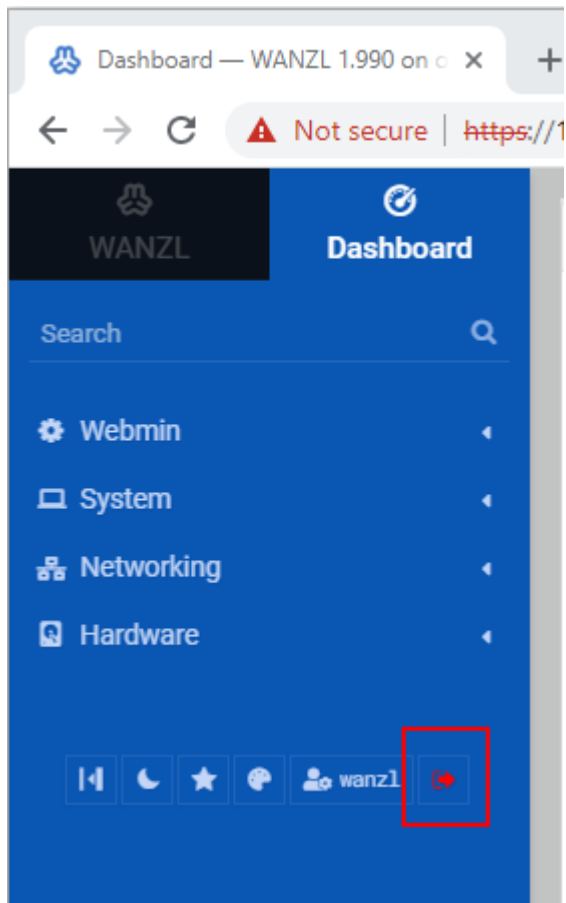 Dashboard — WANZL 1.990 on
Not secure | https://1
WANZL
Dashboard
Search
Webmin
System
Networking
Hardware
wanzl